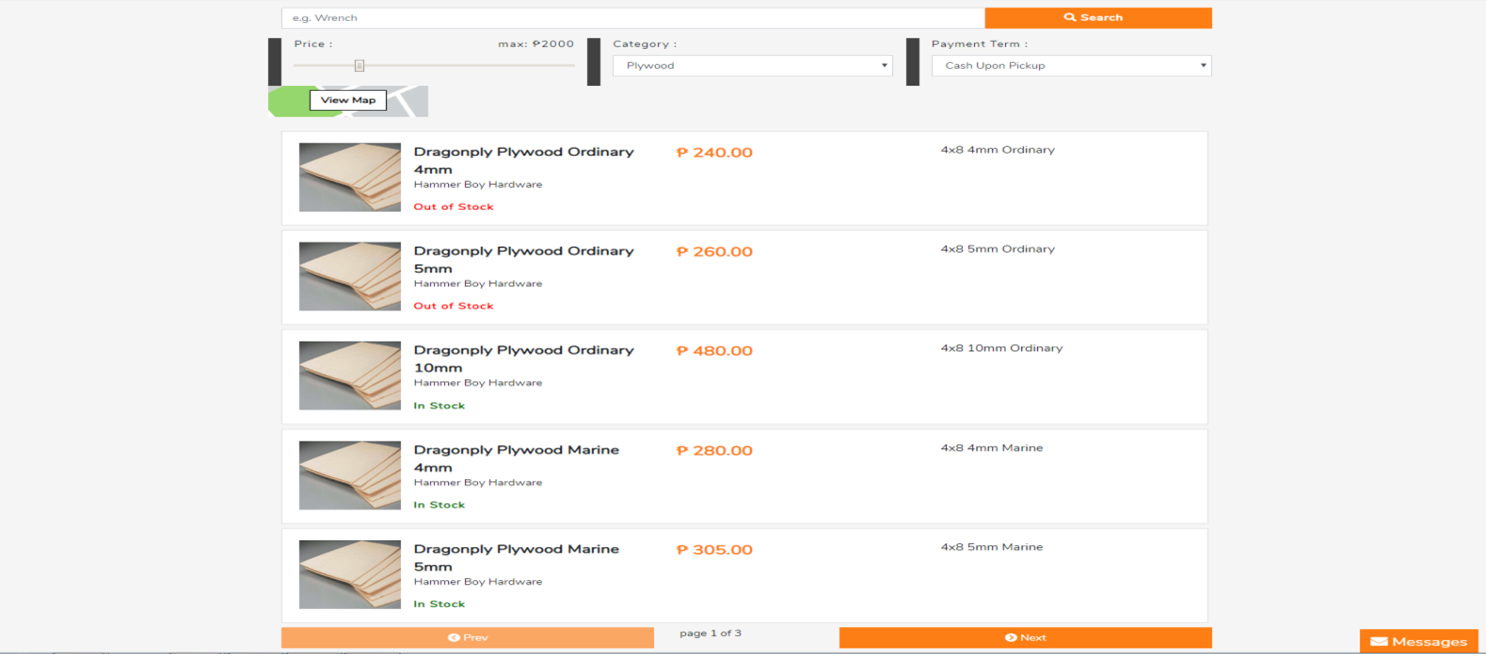 e.g. Wrench
Search
Price :
max: ₱2000
Category :
Payment Term :
Plywood
Cash Upon Pickup
View Map
Dragonply Plywood Ordinary
4mm
Hammer Boy Hardware
Out of Stock
₱ 240.00
4x8 4mm Ordinary
Dragonply Plywood Ordinary
5mm
Hammer Boy Hardware
Out of Stock
₱ 260.00
4x8 5mm Ordinary
Dragonply Plywood Ordinary
10mm
Hammer Boy Hardware
In Stock
₱ 480.00
4x8 10mm Ordinary
Dragonply Plywood Marine
4mm
Hammer Boy Hardware
In Stock
₱ 280.00
4x8 4mm Marine
Dragonply Plywood Marine
5mm
Hammer Boy Hardware
In Stock
₱ 305.00
4x8 5mm Marine
Prev
page 1 of 3
Next
Messages